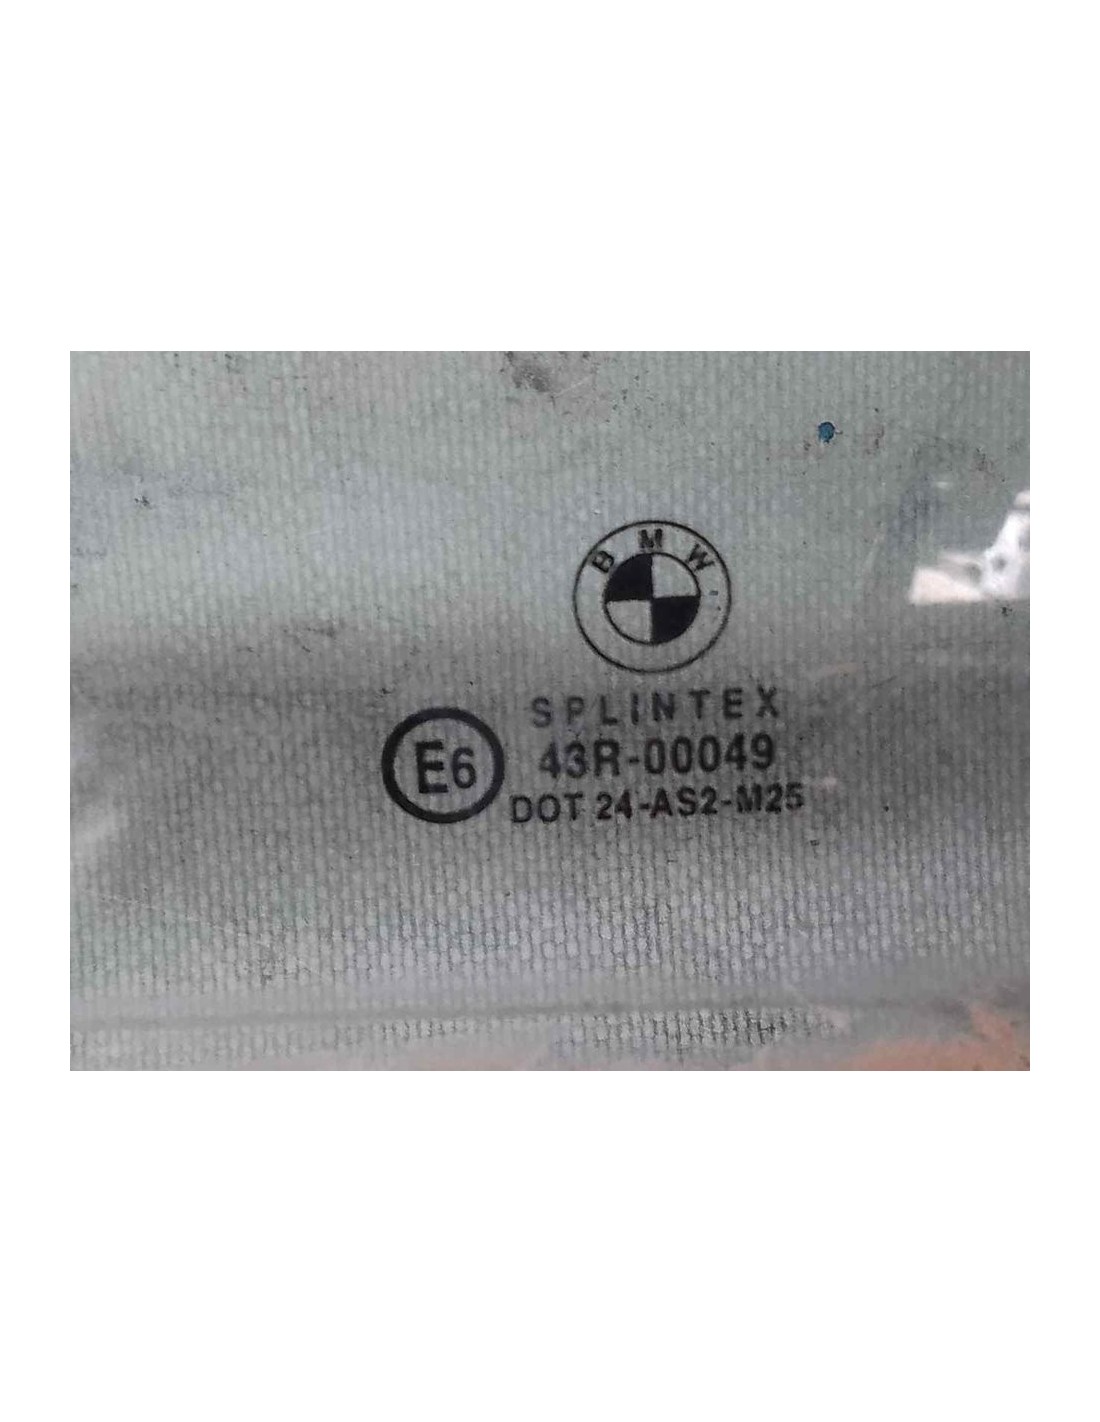 BMW
SPLINTEX
E6
43R-00049
DOT 24-AS2-M25